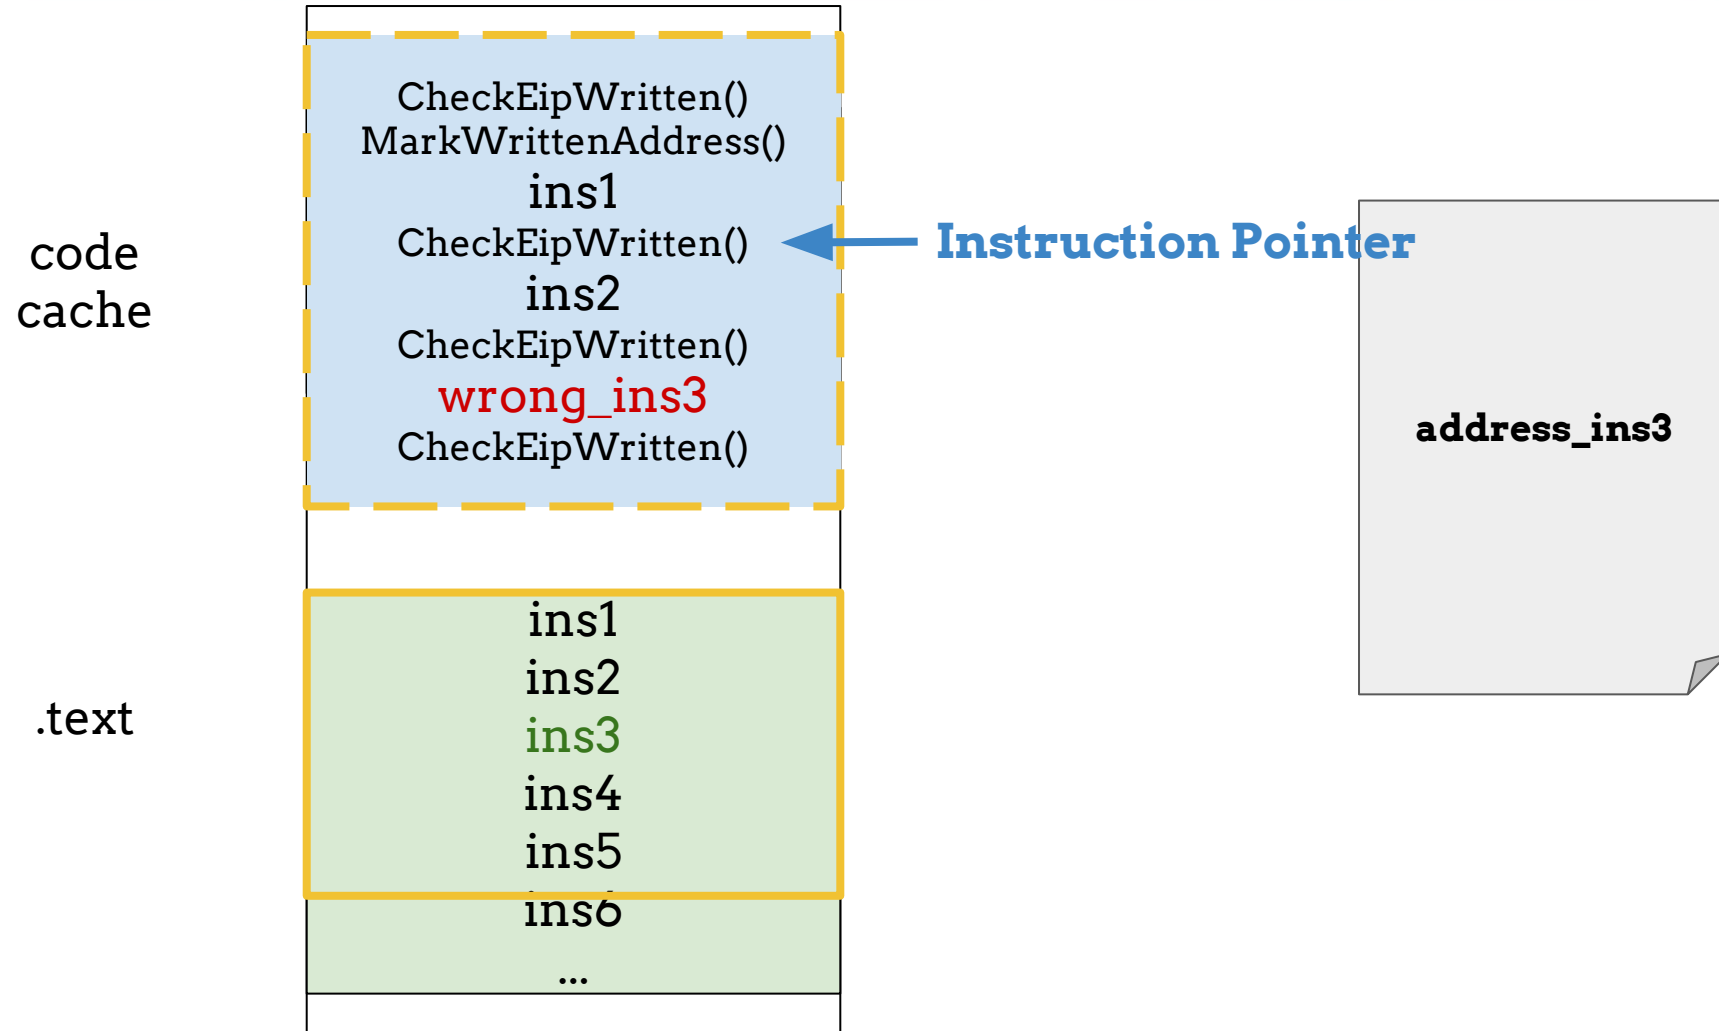 code
cache
CheckEipWritten()
MarkWrittenAddress()
ins1
CheckEipWritten()
ins2
CheckEipWritten()
wrong_ins3
CheckEipWritten()
Instruction Pointer
address_ins3
.text
ins1
ins2
ins3
ins4
ins5
ins6
...